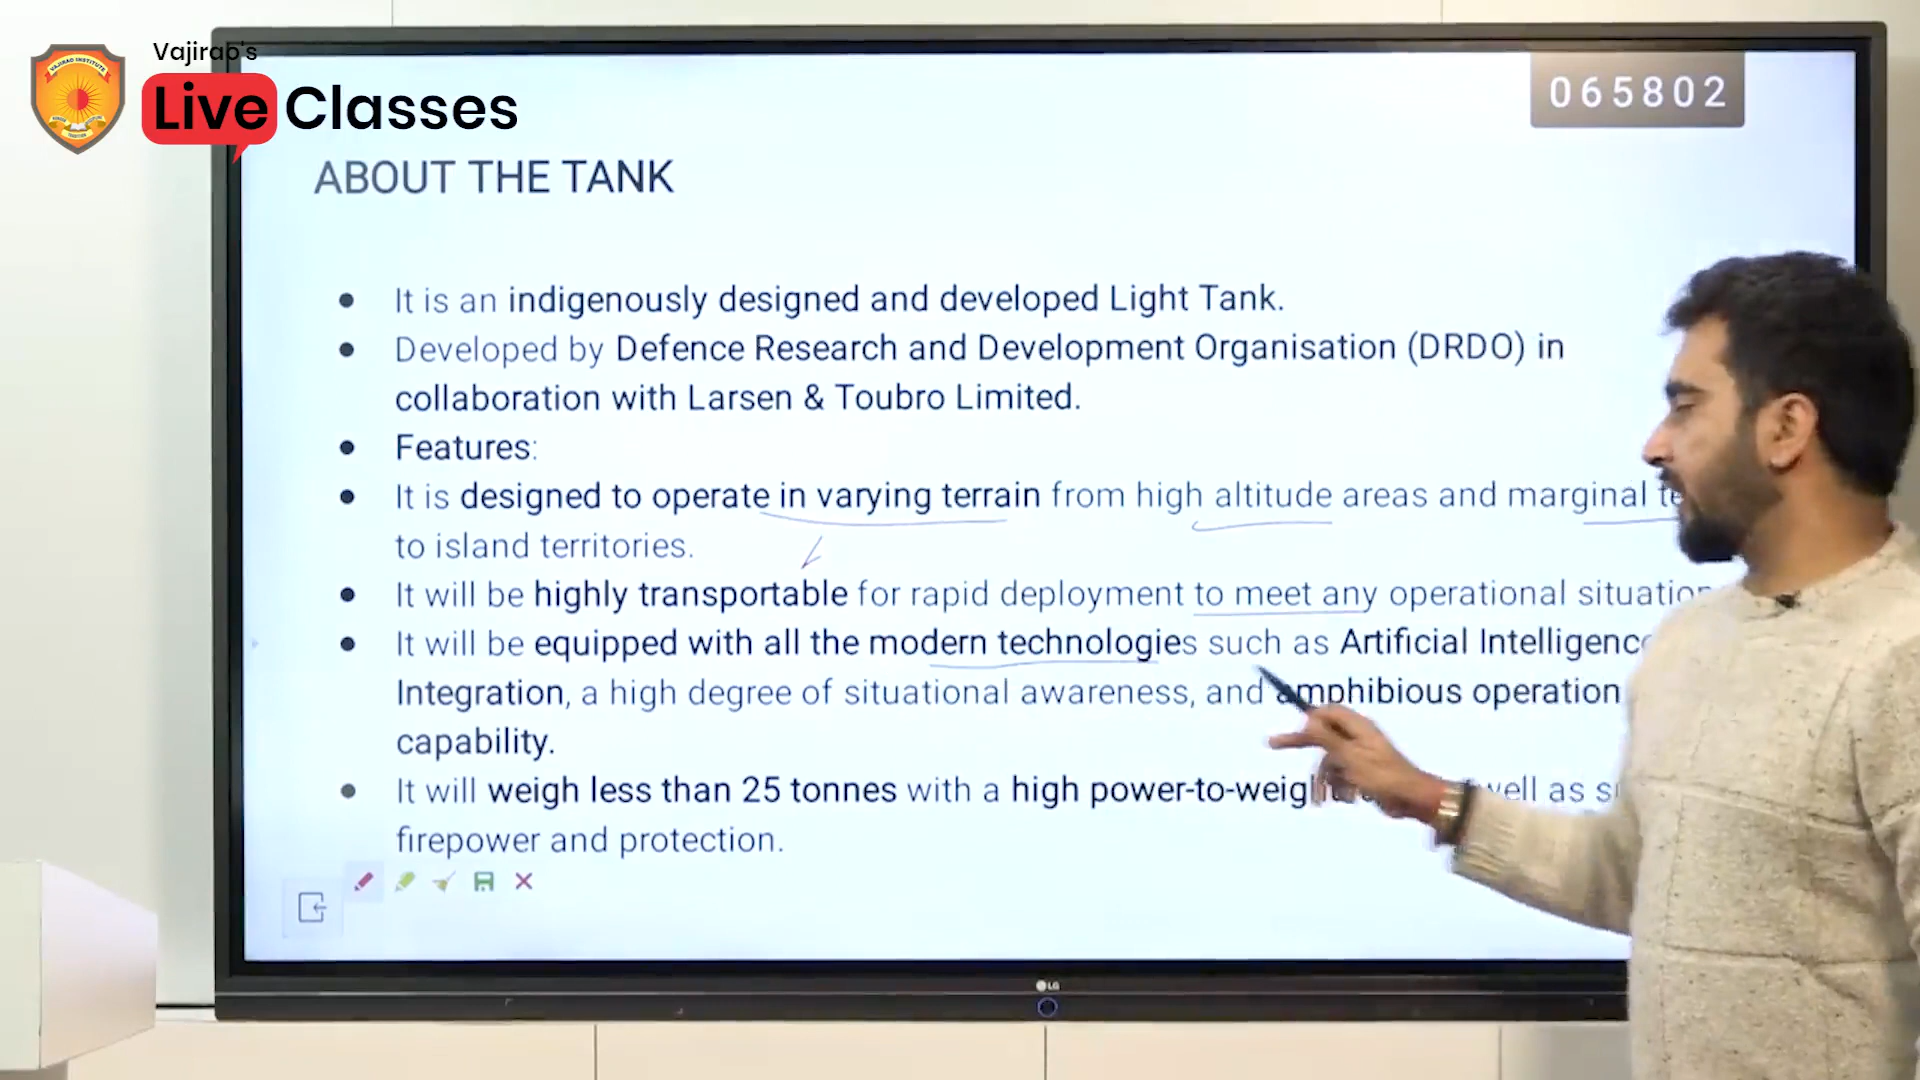 Vajirao's
Live Classes
065802
ABOUT THE TANK
It is an indigenously designed and developed Light Tank.
Developed by Defence Research and Development Organisation (DRDO) in
collaboration with Larsen & Toubro Limited.
Features:
It is designed to operate in varying terrain from high altitude areas and marginal
to island territories.
It will be highly transportable for rapid deployment to meet any operational situation
It will be equipped with all the modern technologies such as Artificial Intelligence
Integration, a high degree of situational awareness, and amphibious operation
capability.
It will weigh less than 25 tonnes with a high power-to-weight well as
firepower and protection.
LG